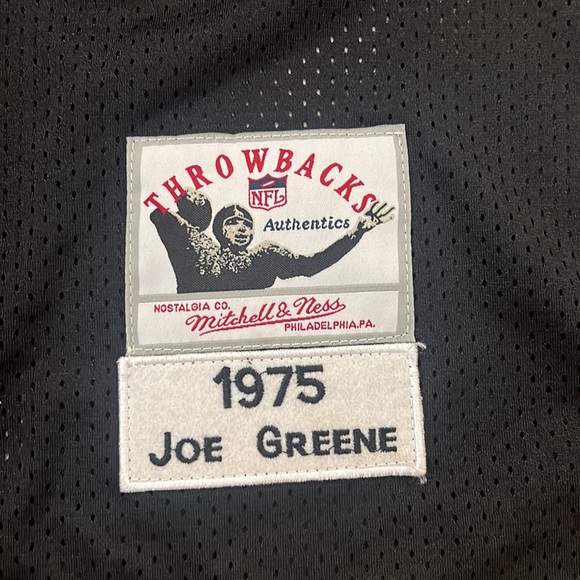 THROWBACKS
NFL
Authentics
NOSTALGIA CO.
Mitchell & Ness
PHILADELPHIA, PA.
1975
JOE GREENE